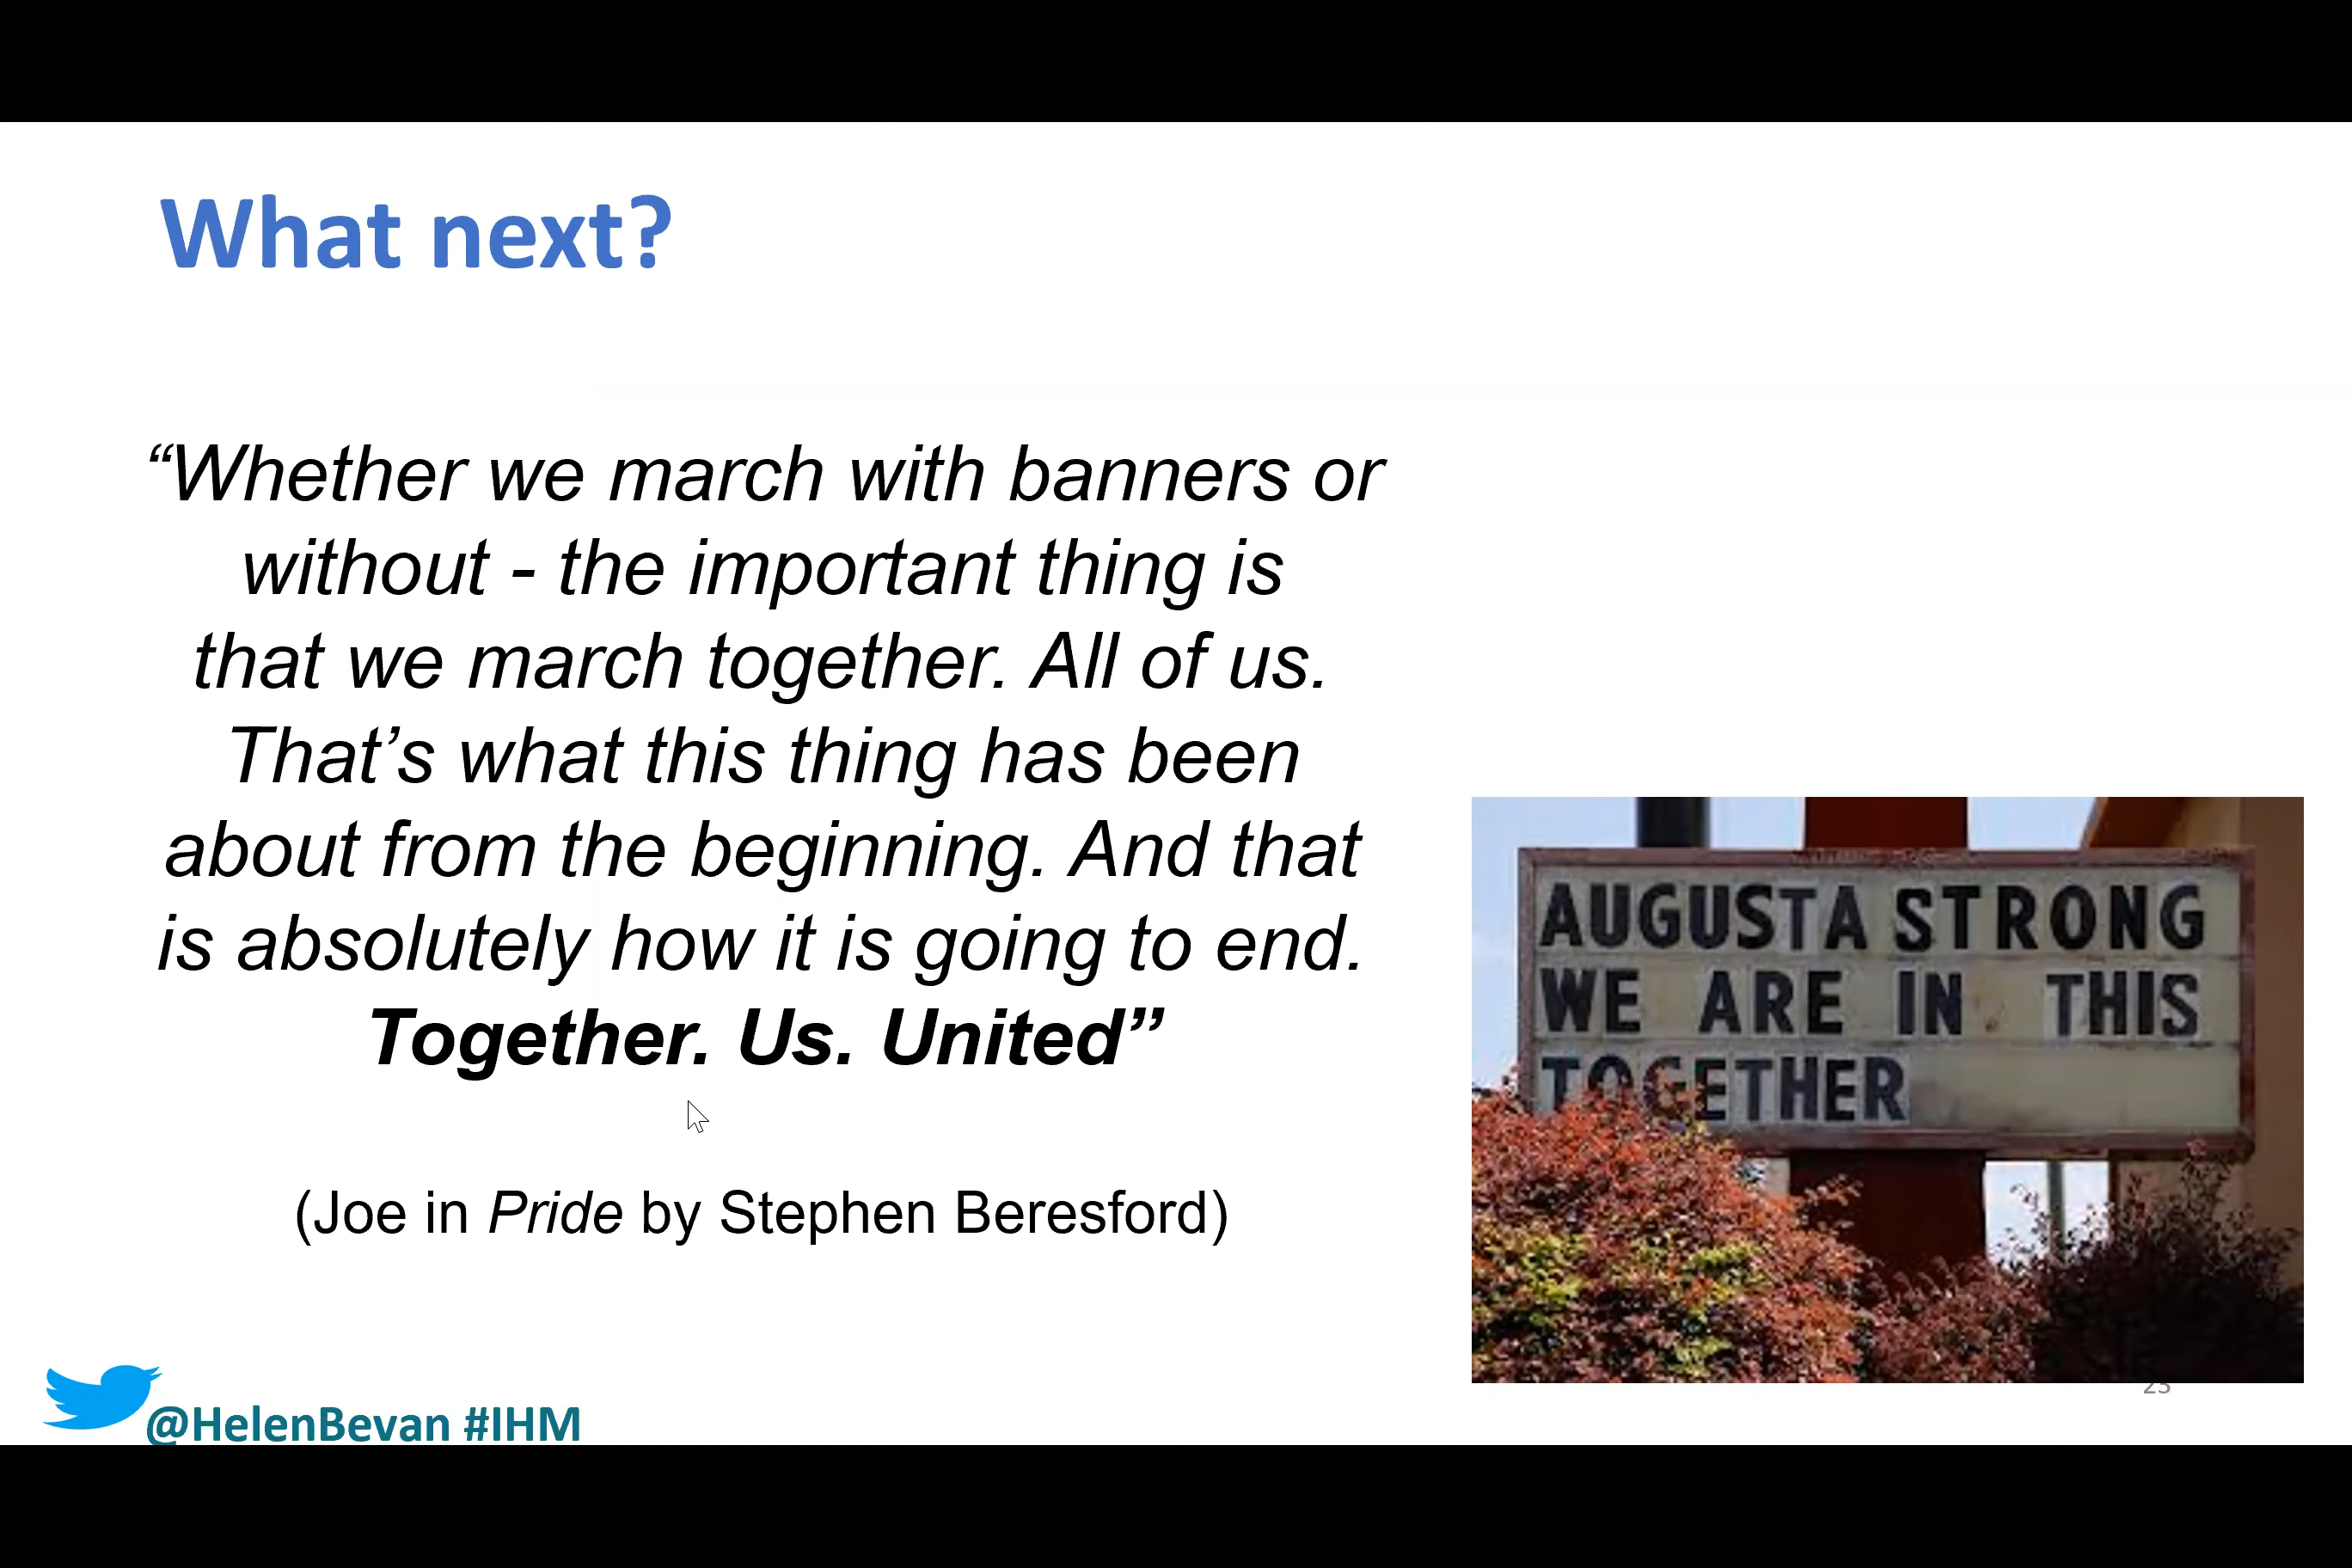 What next?
“Whether we march with banners or
without - the important thing is
that we march together. All of us.
That’s what this thing has been
about from the beginning. And that
is absolutely how it is going to end.
Together. Us. United”
(Joe in Pride by Stephen Beresford)
AUGUSTA STRONG
WE ARE IN THIS
TOGETHER
@HelenBevan #IHM